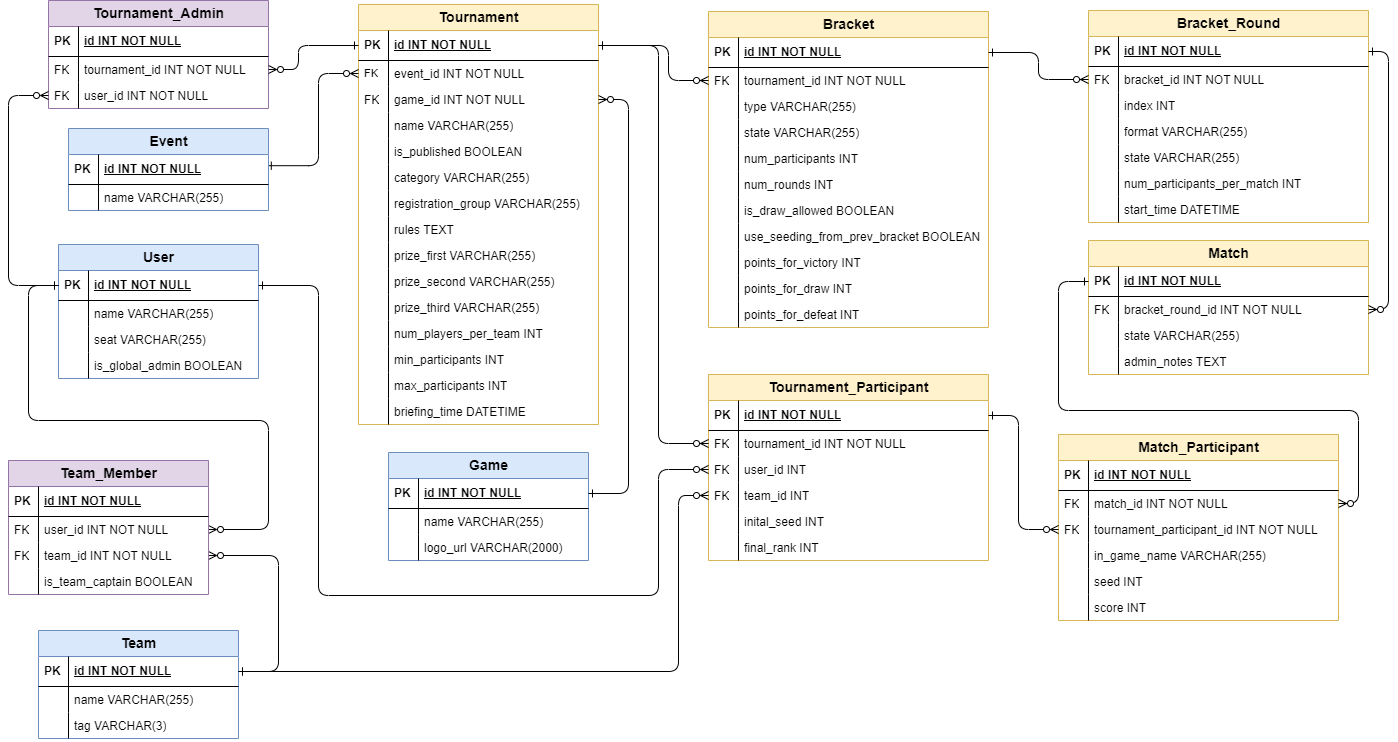 Tournament_Admin
PK id INT NOT NULL
FK tournament_id INT NOT NULL
FK user_id INT NOT NULL
Event
PK id INT NOT NULL
name VARCHAR(255)
User
PK id INT NOT NULL
name VARCHAR(255)
seat VARCHAR(255)
is_global_admin BOOLEAN
Team_Member
PK id INT NOT NULL
FK user_id INT NOT NULL
FK team_id INT NOT NULL
is_team_captain BOOLEAN
Team
PK id INT NOT NULL
name VARCHAR(255)
tag VARCHAR(3)
Tournament
PK id INT NOT NULL
FK event_id INT NOT NULL
FK game_id INT NOT NULL
name VARCHAR(255)
is_published BOOLEAN
category VARCHAR(255)
registration_group VARCHAR(255)
rules TEXT
prize_first VARCHAR(255)
prize_second VARCHAR(255)
prize_third VARCHAR(255)
num_players_per_team INT
min_participants INT
max_participants INT
briefing_time DATETIME
Game
PK id INT NOT NULL
name VARCHAR(255)
logo_url VARCHAR(2000)
Bracket
PK id INT NOT NULL
FK tournament_id INT NOT NULL
type VARCHAR(255)
state VARCHAR(255)
num_participants INT
num_rounds INT
is_draw_allowed BOOLEAN
use_seeding_from_prev_bracket BOOLEAN
points_for_victory INT
points_for_draw INT
points_for_defeat INT
Tournament_Participant
PK id INT NOT NULL
FK tournament_id INT NOT NULL
FK user_id INT
FK team_id INT
inital_seed INT
final_rank INT
Bracket_Round
PK id INT NOT NULL
FK bracket_id INT NOT NULL
index INT
format VARCHAR(255)
state VARCHAR(255)
num_participants_per_match INT
start_time DATETIME
Match
PK id INT NOT NULL
FK bracket_round_id INT NOT NULL
state VARCHAR(255)
admin_notes TEXT
Match_Participant
PK id INT NOT NULL
FK match_id INT NOT NULL
FK tournament_participant_id INT NOT NULL
in_game_name VARCHAR(255)
seed INT
score INT